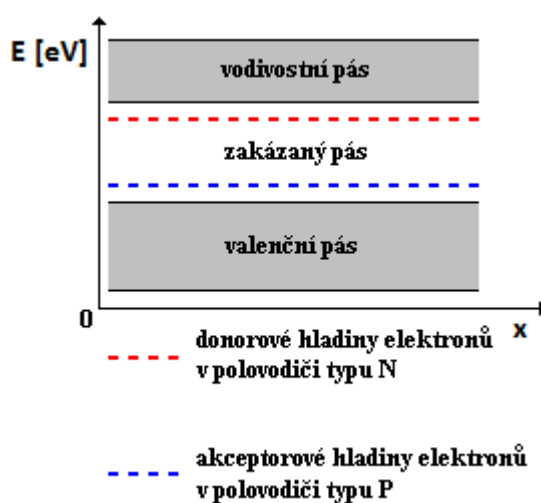 E [eV]
vodivostní pás
zakázaný pás
valenční pás
0
x
donorové hladiny elektronů
v polovodiči typu N
akceptorové hladiny elektronů
v polovodiči typu P